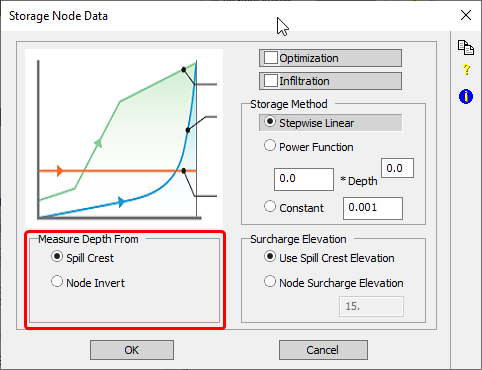 Storage Node Data
Optimization
Infiltration
Storage Method
Stepwise Linear
Power Function
0.0 * Depth 0.0
Constant 0.001
Measure Depth From
Spill Crest
Node Invert
Surcharge Elevation
Use Spill Crest Elevation
Node Surcharge Elevation
15.
OK Cancel